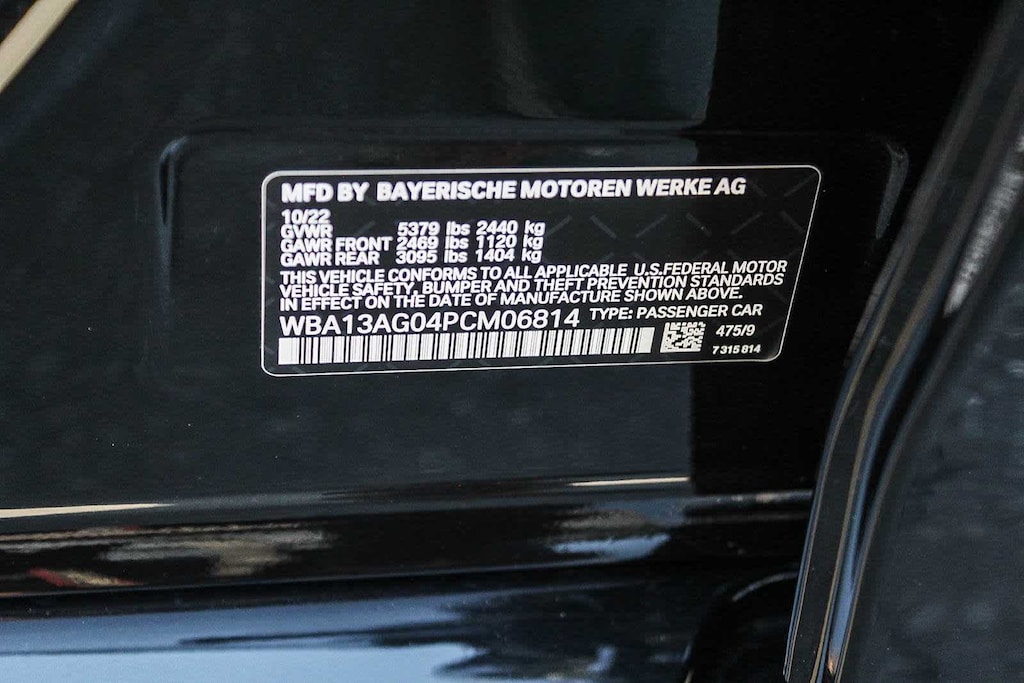 MFD BY BAYERISCHE MOTOREN WERKE AG
10/22
GVWR 5379 lbs 2440 kg
GAWR FRONT 2469 lbs 1120 kg
GAWR REAR 3095 lbs 1404 kg
THIS VEHICLE CONFORMS TO ALL APPLICABLE U.S.FEDERAL MOTOR
VEHICLE SAFETY, BUMPER AND THEFT PREVENTION STANDARDS
IN EFFECT ON THE DATE OF MANUFACTURE SHOWN ABOVE.
WBA13AG04PCM06814 TYPE: PASSENGER CAR
475/9
7 315 814